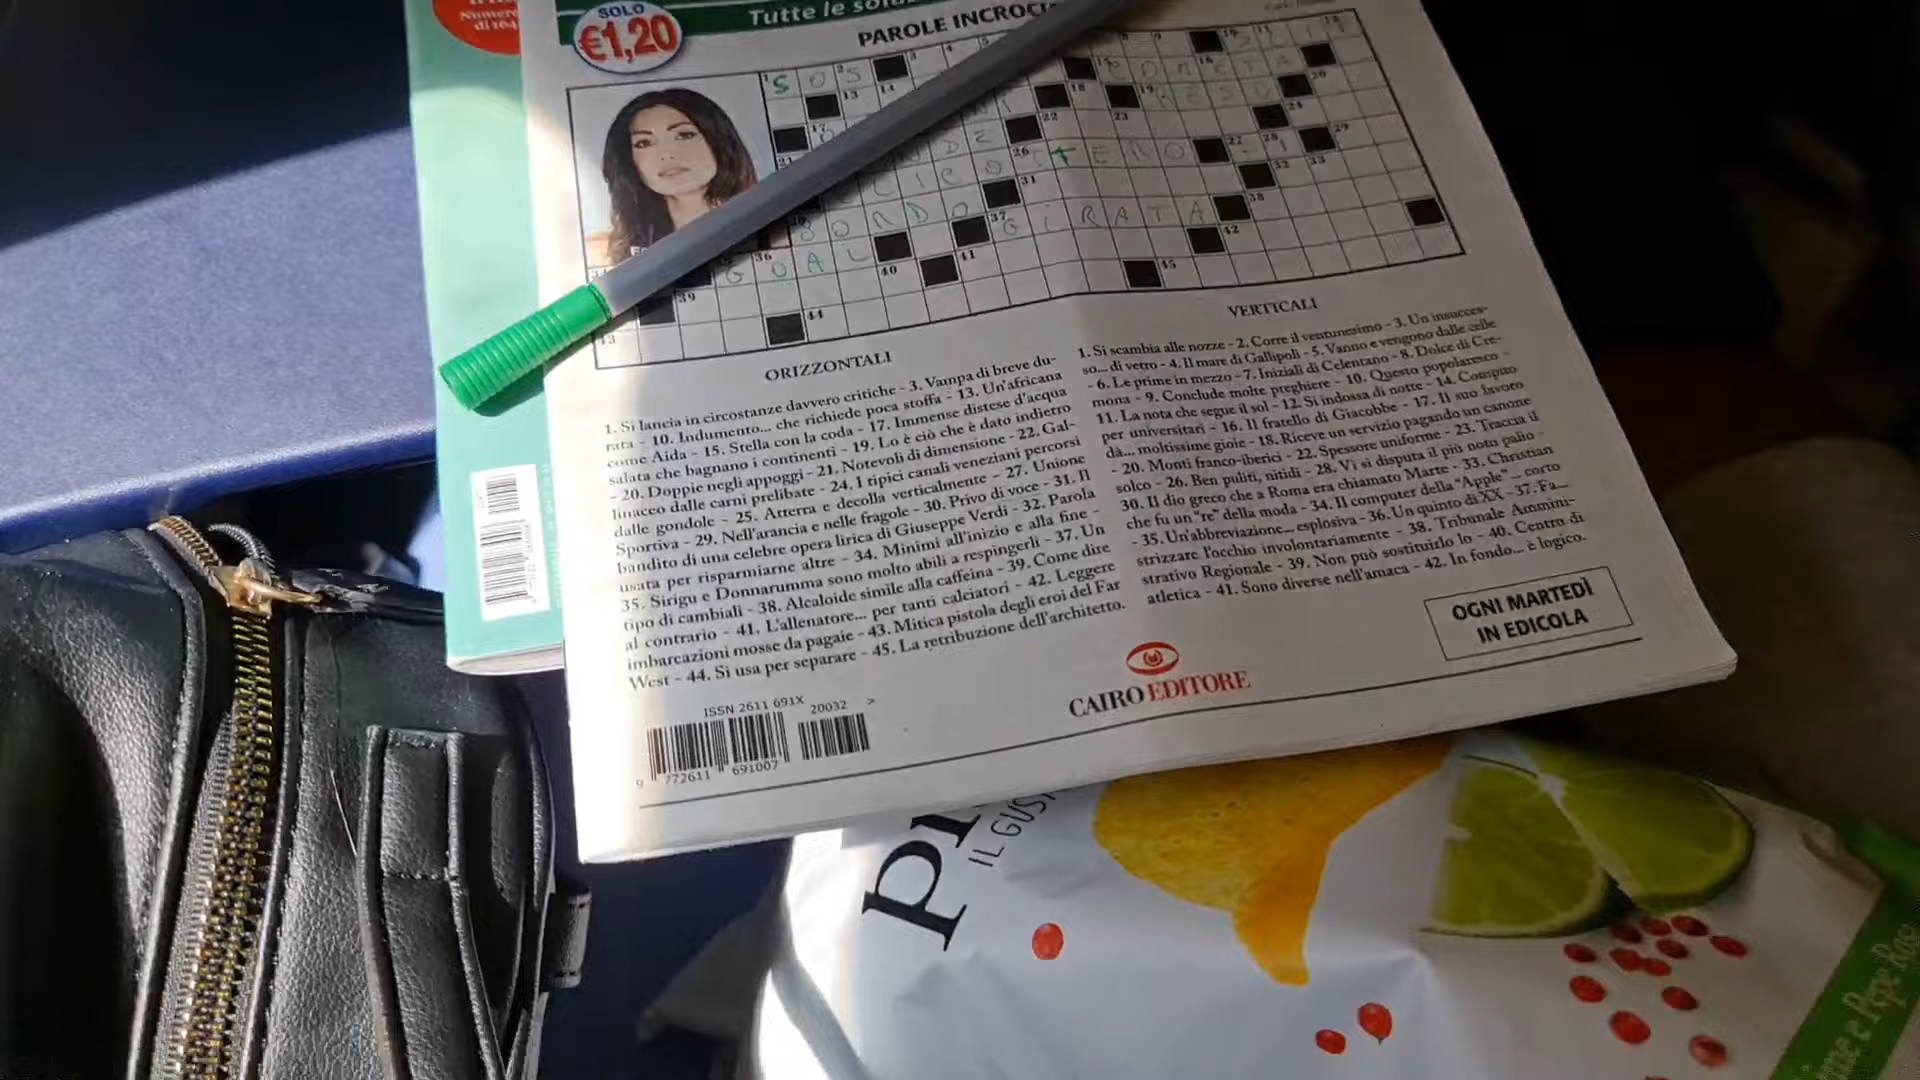 Numero
SOLO
€1,20
Tutte le
PAROLE INCROCI
ORIZZONTALI
1. Si lancia in circostanze davvero critiche - 3. Vampa di breve du-
rata - 10. Indumento... che richiede poca stoffa - 13. Un'africana
come Aida - 15. Stella con la coda - 17. Immense distese d'acqua
salata che bagnano i continenti - 19. Lo è ciò che è dato indietro
- 20. Doppie negli appoggi - 21. Notevoli di dimensione - 22. Gal-
linaceo dalle carni prelibate - 24. I tipici canali veneziani percorsi
dalle gondole - 25. Atterra e decolla verticalmente - 27. Unione
Sportiva - 29. Nell'arancia e nelle fragole - 30. Privo di voce - 31. Il
bandito di una celebre opera lirica di Giuseppe Verdi - 32. Parola
usata per risparmiarne altre - 34. Minimi all'inizio e alla fine -
35. Sirigu e Donnarumma sono molto abili a respingerli - 37. Un
tipo di cambiali - 38. Alcaloide simile alla caffeina - 39. Come dire
al contrario - 41. L'allenatore... per tanti calciatori - 42. Leggere
imbarcazioni mosse da pagaie - 43. Mitica pistola degli eroi del Far
West - 44. Si usa per separare - 45. La retribuzione dell'architetto.
VERTICALI
1. Si scambia alle nozze - 2. Corre il ventunesimo - 3. Un insucces-
so... di vetro - 4. Il mare di Gallipoli - 5. Vanno e vengono dalle celle
- 6. Le prime in mezzo - 7. Iniziali di Celentano - 8. Dolce di Cre-
mona - 9. Conclude molte preghiere - 10. Questo popolaresco -
11. La nota che segue il sol - 12. Si indossa di notte - 14. Compito
per universitari - 16. Il fratello di Giacobbe - 17. Il suo lavoro
dà... moltissime gioie - 18. Riceve un servizio pagando un canone
- 20. Monti franco-iberici - 22. Spessore uniforme - 23. Traccia il
solco - 26. Ben puliti, nitidi - 28. Vi si disputa il più noto palio -
30. Il dio greco che a Roma era chiamato Marte - 33. Christian
che fu un "re" della moda - 34. Il computer della "Apple" -
- 35. Un'abbreviazione... esplosiva - 36. Un quinto di XX - 37. Fa... corto
strizzare l'occhio involontariamente - 38. Tribunale Ammini-
strativo Regionale - 39. Non può sostituirlo lo - 40. Centro di
atletica - 41. Sono diverse nell'amaca - 42. In fondo... è logico.
OGNI MARTEDÌ
IN EDICOLA
CAIRO EDITORE
ISSN 2611 691X
20032 >
9 772611 691007
IL